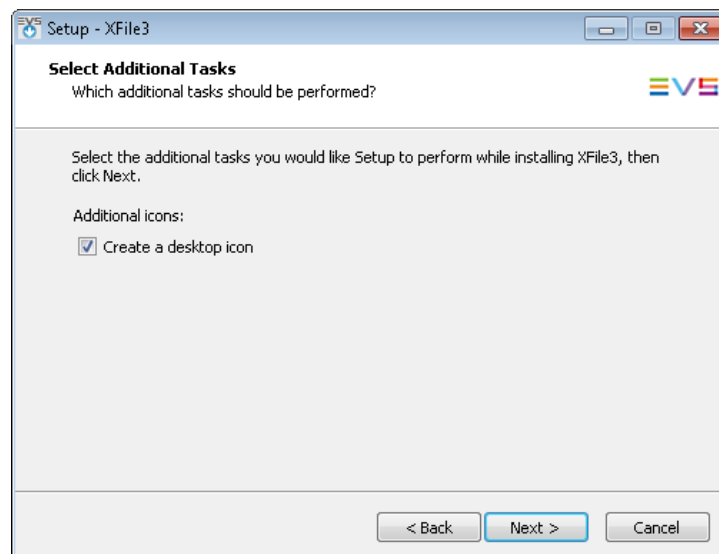 EVS Setup - XFile3
Select Additional Tasks
Which additional tasks should be performed?
EVS
Select the additional tasks you would like Setup to perform while installing XFile3, then
click Next.
Additional icons:
Create a desktop icon
< Back Next > Cancel